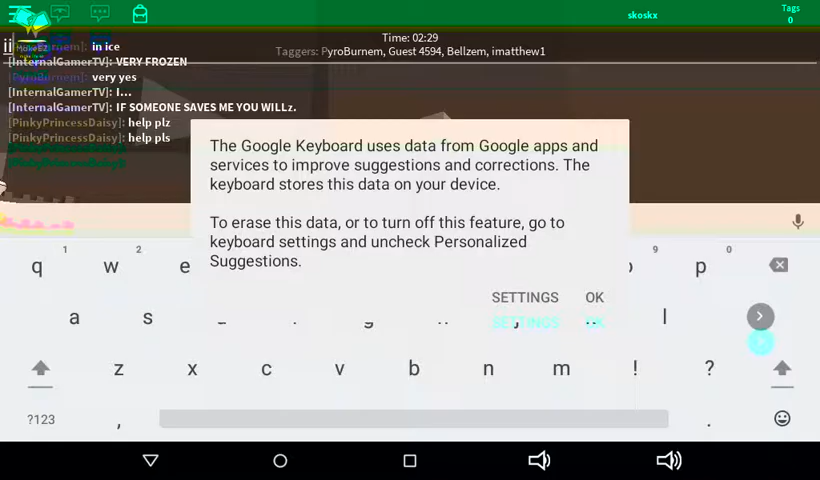 skoskx
Tags
0
Time: 02:29
Taggers: PyroBurnem, Guest 4594, Bellzem, imatthew1
in ice
[InternalGamerTV]: VERY FROZEN
[PyroBurnem]: very yes
[InternalGamerTV]: I...
[InternalGamerTV]: IF SOMEONE SAVES ME YOU WILLz.
[PinkyPrincessDaisy]: help plz
[PinkyPrincessDaisy]: help pls
The Google Keyboard uses data from Google apps and
services to improve suggestions and corrections. The
keyboard stores this data on your device.
To erase this data, or to turn off this feature, go to
keyboard settings and uncheck Personalized
Suggestions.
SETTINGS OK
1 2 9 0
q w e p
a s l
z x c v b n m ! ?
?123 , .